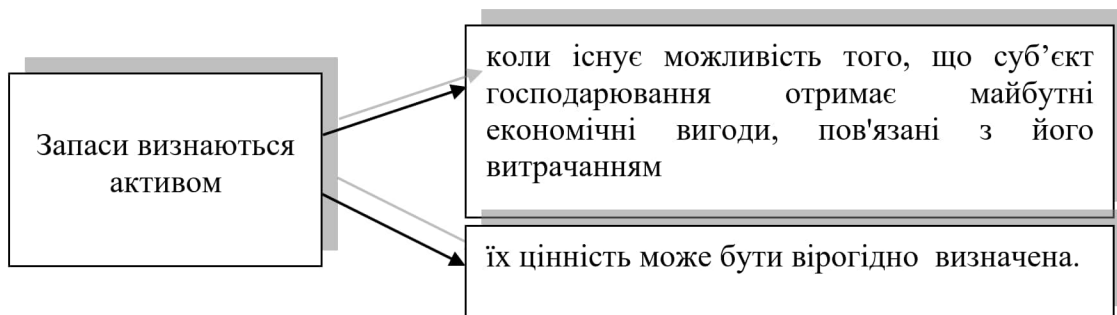 Запаси визнаються
активом
коли існує можливість того, що суб’єкт
господарювання отримає майбутні
економічні вигоди, пов'язані з його
витрачанням
їх цінність може бути вірогідно визначена.